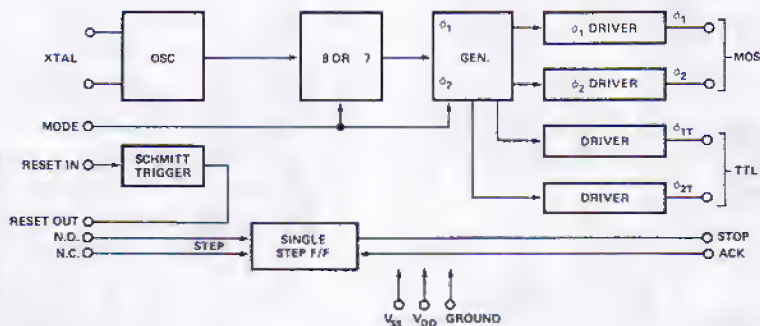 XTAL
OSC
8 OR 7
φ1
φ2
GEN.
φ1 DRIVER
φ1
φ2 DRIVER
φ2
MOS
MODE
DRIVER
φ1T
TTL
RESET IN
SCHMITT
TRIGGER
DRIVER
φ2T
RESET OUT
N.O.
N.C.
STEP
SINGLE
STEP F/F
STOP
ACK
VSS
VDD
GROUND